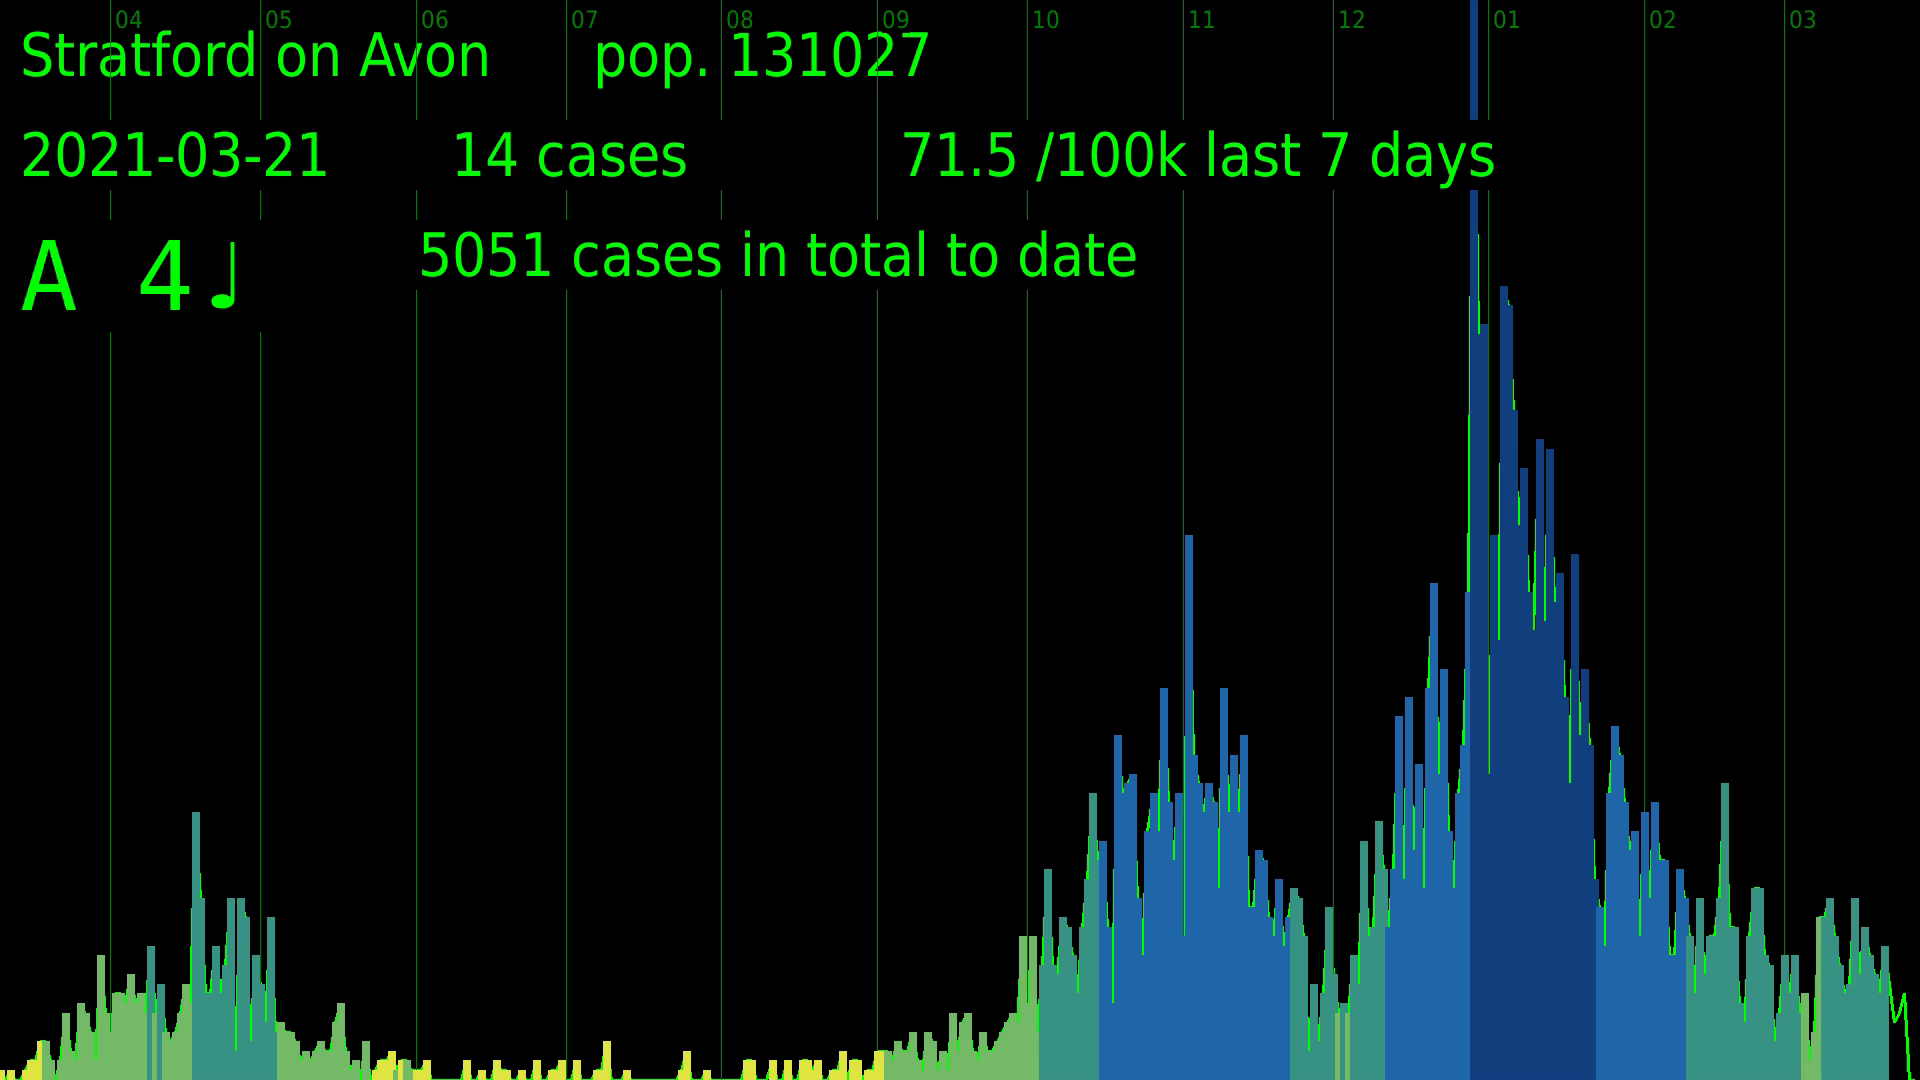 04 05 06 07 08 09 10 11 12 01 02 03
Stratford on Avon pop. 131027
2021-03-21 14 cases 71.5 /100k last 7 days
5051 cases in total to date
A 4♩